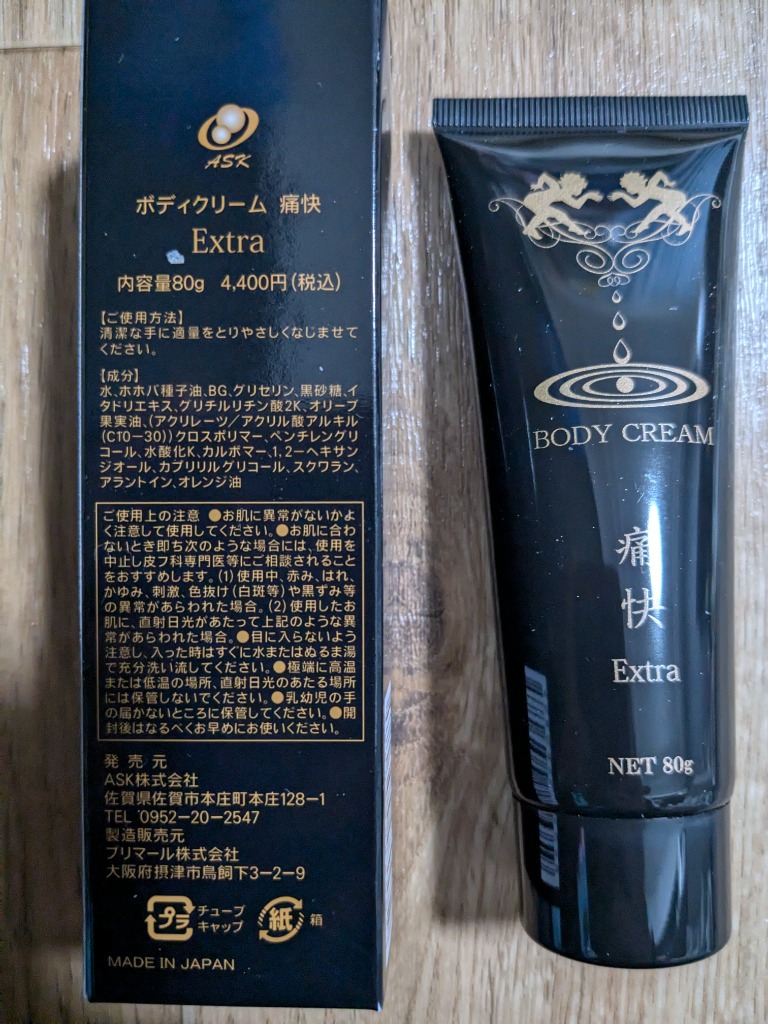 ASK
ボディクリーム 痛快
Extra
内容量80g 4,400円(税込)
【ご使用方法】
清潔な手に適量をとりやさしくなじませて
ください。
【成分】
水、ホホバ種子油、BG、グリセリン、黒砂糖、イ
タドリエキス、グリチルリチン酸2K、オリーブ
果実油、(アクリレーツ/アクリル酸アルキル
(C10-30))クロスポリマー、ペンチレングリ
コール、水酸化K、カルボマー、1,2-ヘキサン
ジオール、カプリリルグリコール、スクワラン、
アラントイン、オレンジ油
ご使用上の注意 ●お肌に異常がないかよ
く注意して使用してください。●お肌に合わ
ないとき即ち次のような場合には、使用を
中止し皮フ科専門医等にご相談されること
をおすすめします。(1)使用中、赤み、はれ、
かゆみ、刺激、色抜け(白斑等)や黒ずみ等
の異常があらわれた場合。(2)使用したお
肌に、直射日光があたって上記のような異
常があらわれた場合。●目に入らないよう
注意し、入った時はすぐに水またはぬるま湯
で充分洗い流してください。●極端に高温
または低温の場所、直射日光のあたる場所
には保管しないでください。●乳幼児の手
の届かないところに保管してください。●開
封後はなるべくお早めにお使いください。
発売元
ASK株式会社
佐賀県佐賀市本庄町本庄128-1
TEL 0952-20-2547
製造販売元
プリマール株式会社
大阪府摂津市鳥飼下3-2-9
プラ チューブ
キャップ
紙 箱
MADE IN JAPAN
BODY CREAM
痛快
Extra
NET 80g